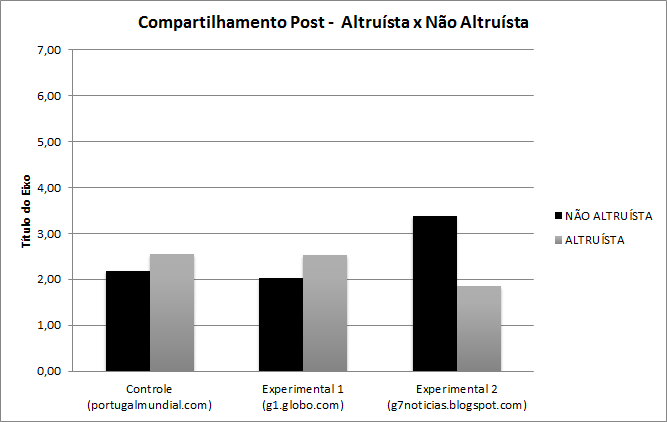 Compartilhamento Post -  Altruísta x Não Altruísta
7,00
6,00
5,00
4,00
3,00
2,00
1,00
0,00
Título do Eixo
Controle
(portugalmundial.com)
Experimental 1
(g1.globo.com)
Experimental 2
(g7noticias.blogspot.com)
NÃO ALTRUÍSTA
ALTRUÍSTA